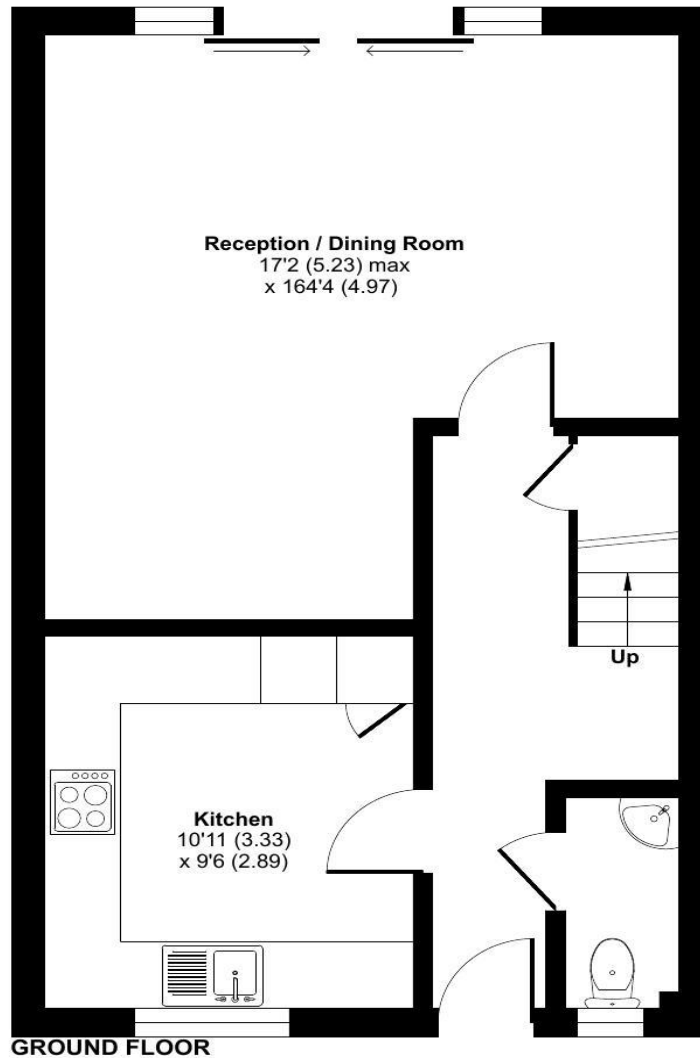 Reception / Dining Room
17'2 (5.23) max
x 164'4 (4.97)
Up
Kitchen
10'11 (3.33)
x 9'6 (2.89)
GROUND FLOOR